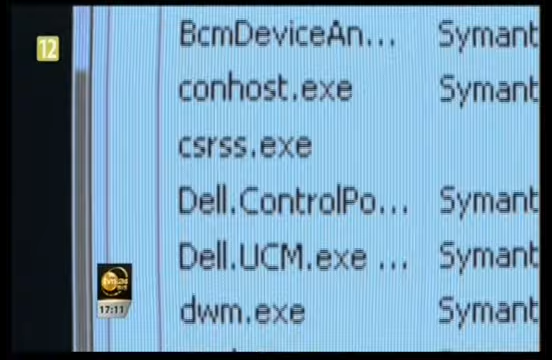 12
BcmDeviceAn... Symant
conhost.exe Symant
csrss.exe
Dell.ControlPo... Symant
Dell.UCM.exe ... Symant
dwm.exe Symant
17:11